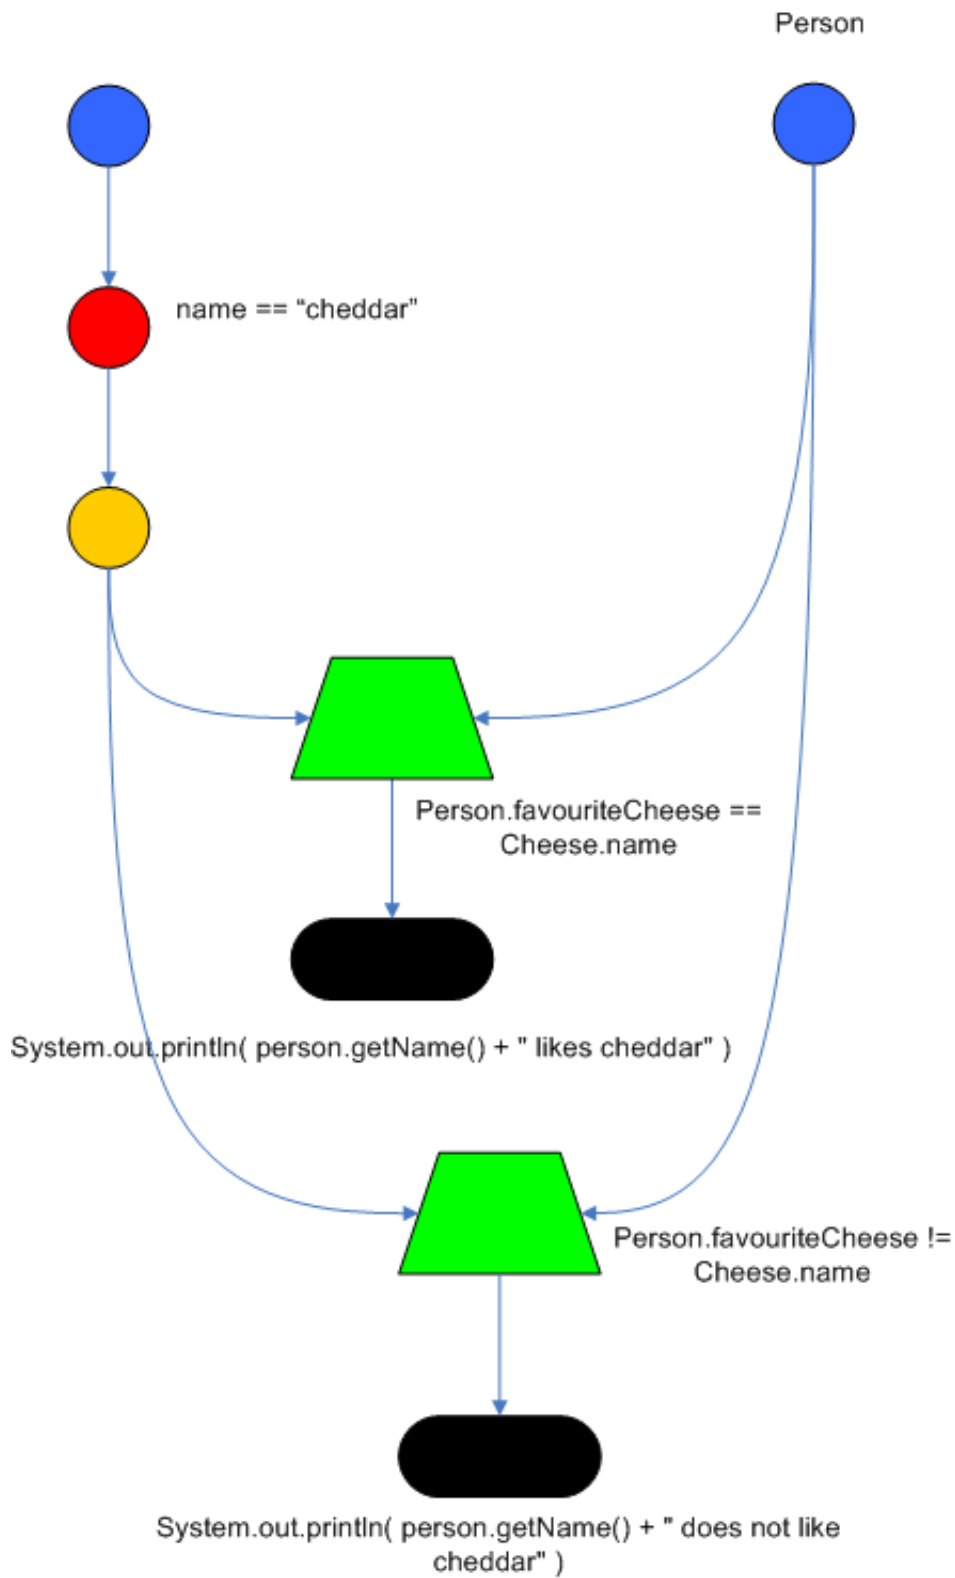 Person
name == “cheddar”
Person.favouriteCheese ==
Cheese.name
System.out.println( person.getName() + " likes cheddar" )
Person.favouriteCheese !=
Cheese.name
System.out.println( person.getName() + " does not like
cheddar" )